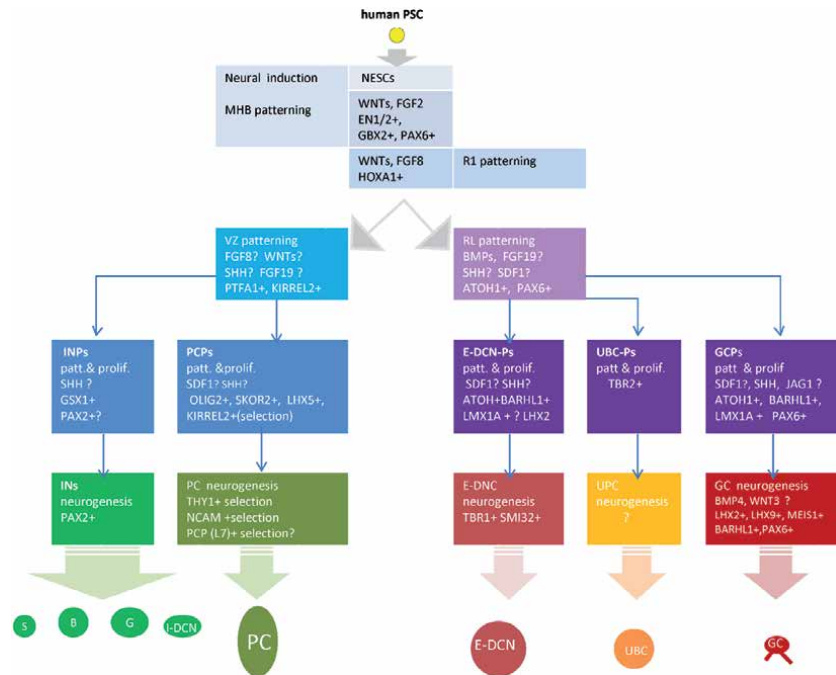 human PSC
Neural induction
NESCs
MHB patterning
WNTs, FGF2
EN1/2+,
GBX2+, PAX6+
WNTs, FGF8
HOXA1+
R1 patterning
VZ patterning
FGF8? WNTs?
SHH? FGF19 ?
PTFA1+, KIRREL2+
RL patterning
BMPs, FGF19?
SHH? SDF1?
ATOH1+, PAX6+
INPs
patt.& prolif.
SHH ?
GSX1+
PAX2+?
PCPs
patt. &prolif.
SDF1? SHH?
OLIG2+, SKOR2+, LHX5+,
KIRREL2+(selection)
E-DCN-Ps
patt. & prolif.
SDF1? SHH?
ATOH+BARHL1+
LMX1A + ? LHX2
UBC-Ps
patt & prolif.
TBR2+
GCPs
patt & prolif
SDF1?, SHH, JAG1 ?
ATOH1+, BARHL1+,
LMX1A + PAX6+
INs
neurogenesis
PAX2+
PC neurogenesis
THY1+ selection
NCAM +selection
PCP (L7)+ selection?
E-DNC
neurogenesis
TBR1+ SMI32+
UPC
neurogenesis
?
GC neurogenesis
BMP4, WNT3 ?
LHX2+, LHX9+, MEIS1+
BARHL1+,PAX6+
S
B
G
I-DCN
PC
E-DCN
UBC
GC